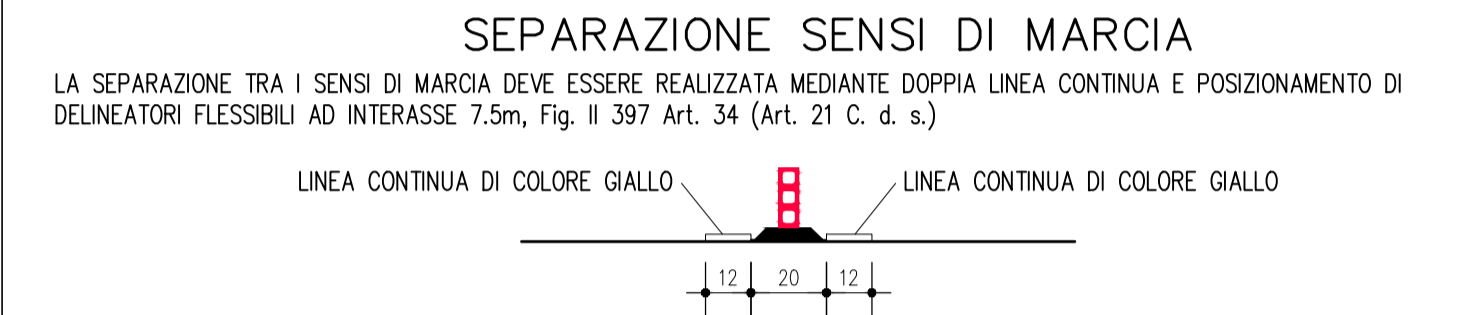 SEPARAZIONE SENSI DI MARCIA
LA SEPARAZIONE TRA I SENSI DI MARCIA DEVE ESSERE REALIZZATA MEDIANTE DOPPIA LINEA CONTINUA E POSIZIONAMENTO DI
DELINEATORI FLESSIBILI AD INTERASSE 7.5m, Fig. II 397 Art. 34 (Art. 21 C. d. s.)
LINEA CONTINUA DI COLORE GIALLO
LINEA CONTINUA DI COLORE GIALLO
12 20 12